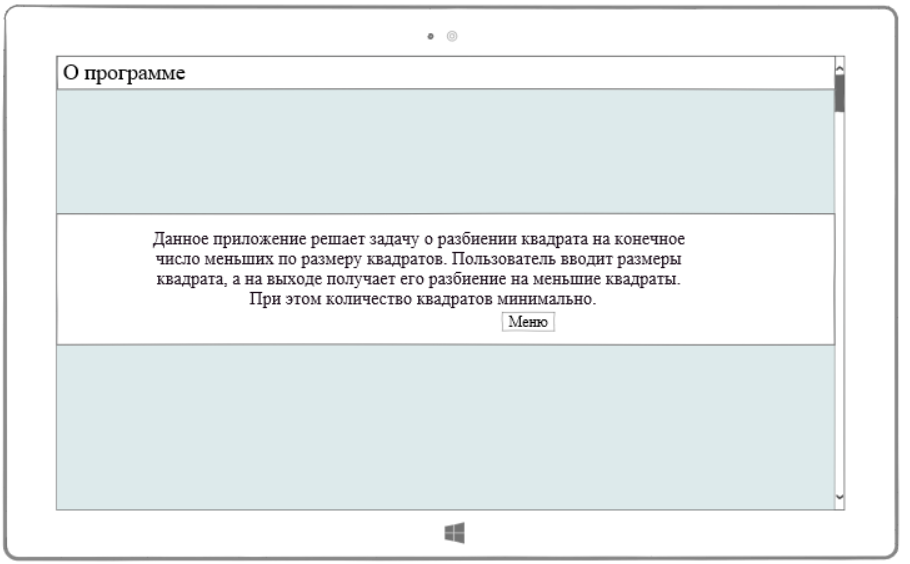 О программе
Данное приложение решает задачу о разбиении квадрата на конечное
число меньших по размеру квадратов. Пользователь вводит размеры
квадрата, а на выходе получает его разбиение на меньшие квадраты.
При этом количество квадратов минимально.
Меню